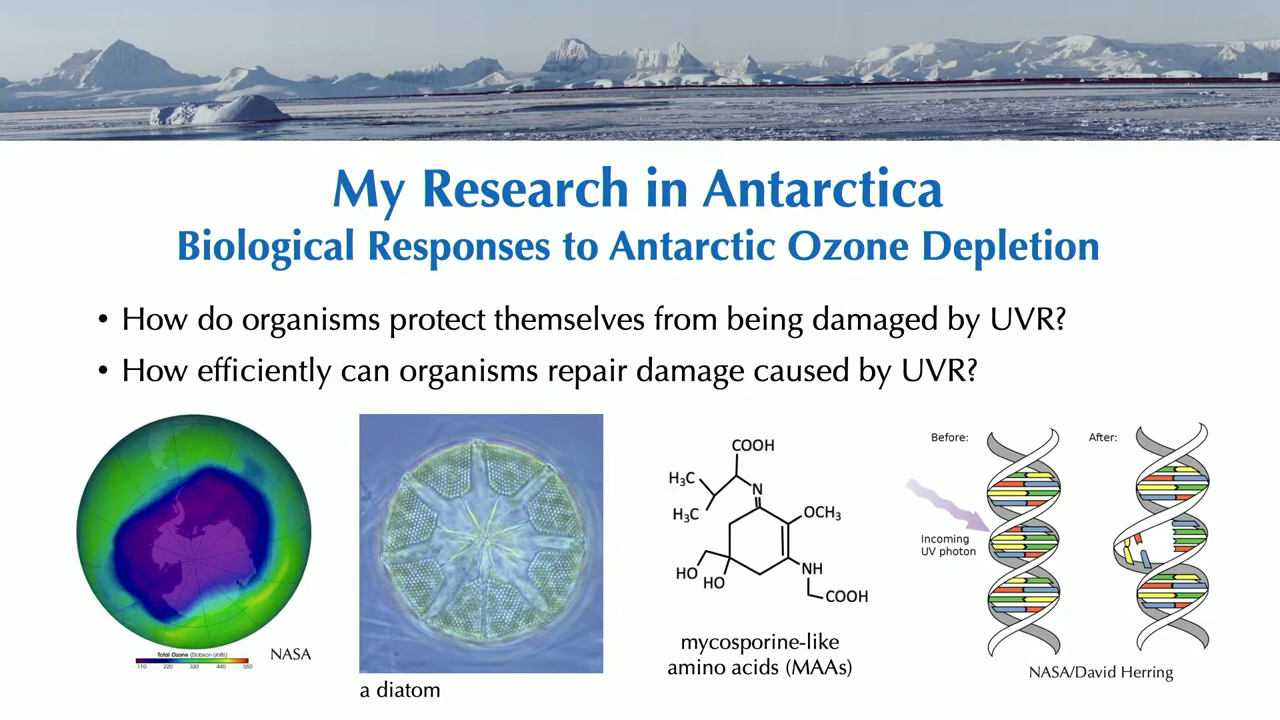 My Research in Antarctica
Biological Responses to Antarctic Ozone Depletion
• How do organisms protect themselves from being damaged by UVR?
• How efficiently can organisms repair damage caused by UVR?
Total Ozone (Dobson Units)
110 220 330 440 550
NASA
a diatom
COOH
H₃C
N
H₃C
OCH₃
HO
HO
NH
COOH
mycosporine-like
amino acids (MAAs)
Before:
After:
Incoming
UV photon
NASA/David Herring